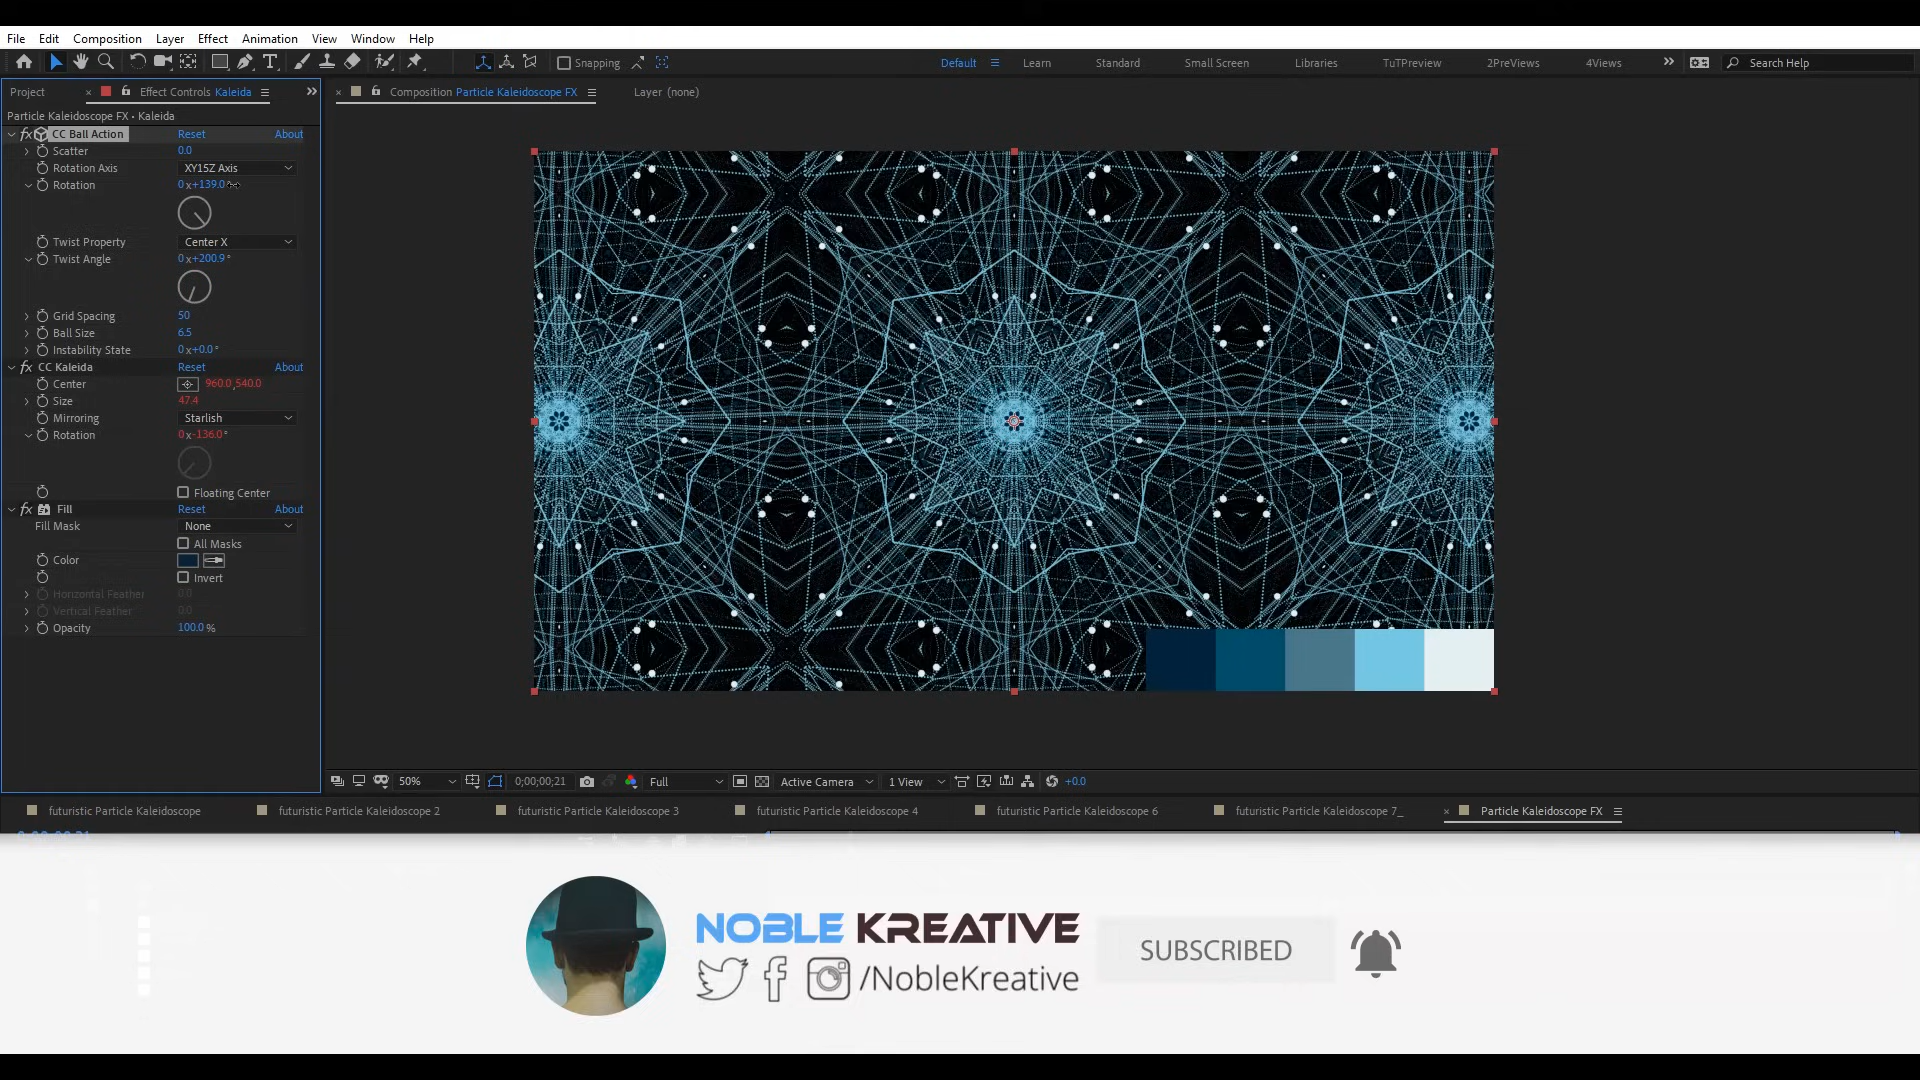 File Edit Composition Layer Effect Animation View Window Help
Snapping Default Learn Standard Small Screen Libraries TuTPreview 2PreViews 4Views Search Help
Project Effect Controls Kaleida
Composition Particle Kaleidoscope FX Layer (none)
Particle Kaleidoscope FX • Kaleida
CC Ball Action Reset About
Scatter 0.0
Rotation Axis XY15Z Axis
Rotation 0x+139.0
Twist Property Center X
Twist Angle 0x+200.9°
Grid Spacing 50
Ball Size 6.5
Instability State 0x+0.0°
CC Kaleida Reset About
Center 960.0,540.0
Size 47.4
Mirroring Starlish
Rotation 0x-136.0°
Floating Center
Fill Reset About
Fill Mask None
All Masks
Color
Invert
Horizontal Feather 0.0
Vertical Feather 0.0
Opacity 100.0%
50% 0;00;00;21 Full Active Camera 1 View +0.0
futuristic Particle Kaleidoscope futuristic Particle Kaleidoscope 2 futuristic Particle Kaleidoscope 3 futuristic Particle Kaleidoscope 4 futuristic Particle Kaleidoscope 6 futuristic Particle Kaleidoscope 7_ Particle Kaleidoscope FX
NOBLE KREATIVE
/NobleKreative
SUBSCRIBED